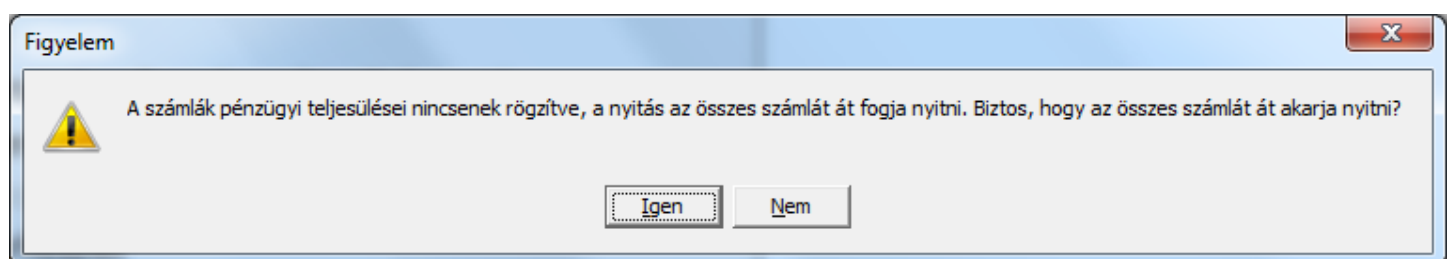 Figyelem
A számlák pénzügyi teljesülései nincsenek rögzítve, a nyitás az összes számlát át fogja nyitni. Biztos, hogy az összes számlát át akarja nyitni?
Igen Nem